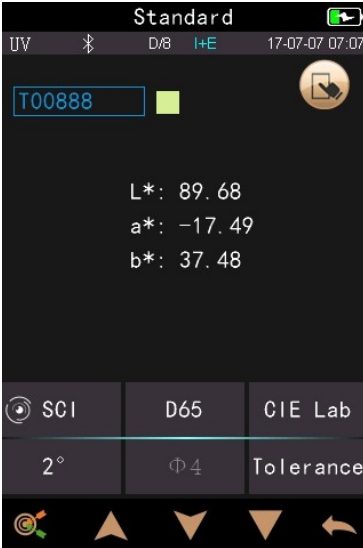 Standard
UV D/8 I+E 17-07-07 07:07
T00888
L*: 89.68
a*: -17.49
b*: 37.48
SCI D65 CIE Lab
2° Φ4 Tolerance